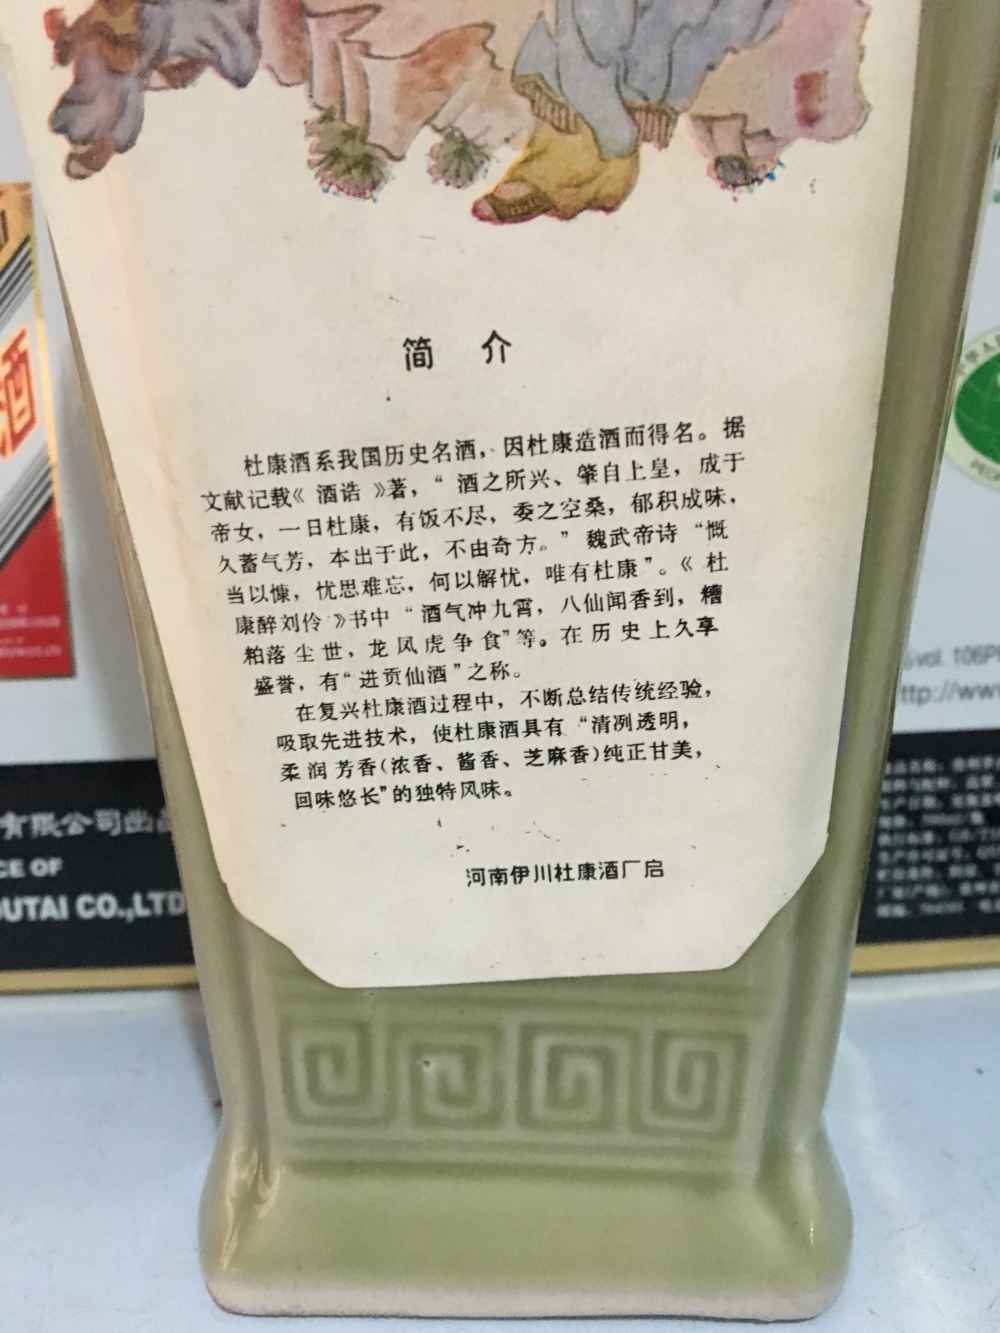 简 介
杜康酒系我国历史名酒，因杜康造酒而得名。据
文献记载《酒诰》著，“酒之所兴、肇自上皇，成于
帝女，一日杜康，有饭不尽，委之空桑，郁积成味，
久蓄气芳，本出于此，不由奇方。”魏武帝诗“慨
当以慷，忧思难忘，何以解忧，唯有杜康”。《杜
康醉刘伶》书中“酒气冲九霄，八仙闻香到，糟
粕落尘世，龙凤虎争食”等。在历史上久享
盛誉，有“进贡仙酒”之称。
在复兴杜康酒过程中，不断总结传统经验，
吸取先进技术，使杜康酒具有“清冽透明，
柔润芳香(浓香、酱香、芝麻香)纯正甘美，
回味悠长”的独特风味。
河南伊川杜康酒厂启
酒
有限公司出品
CE OF
OUTAI CO.,LTD
%vol. 106P
ttp://www